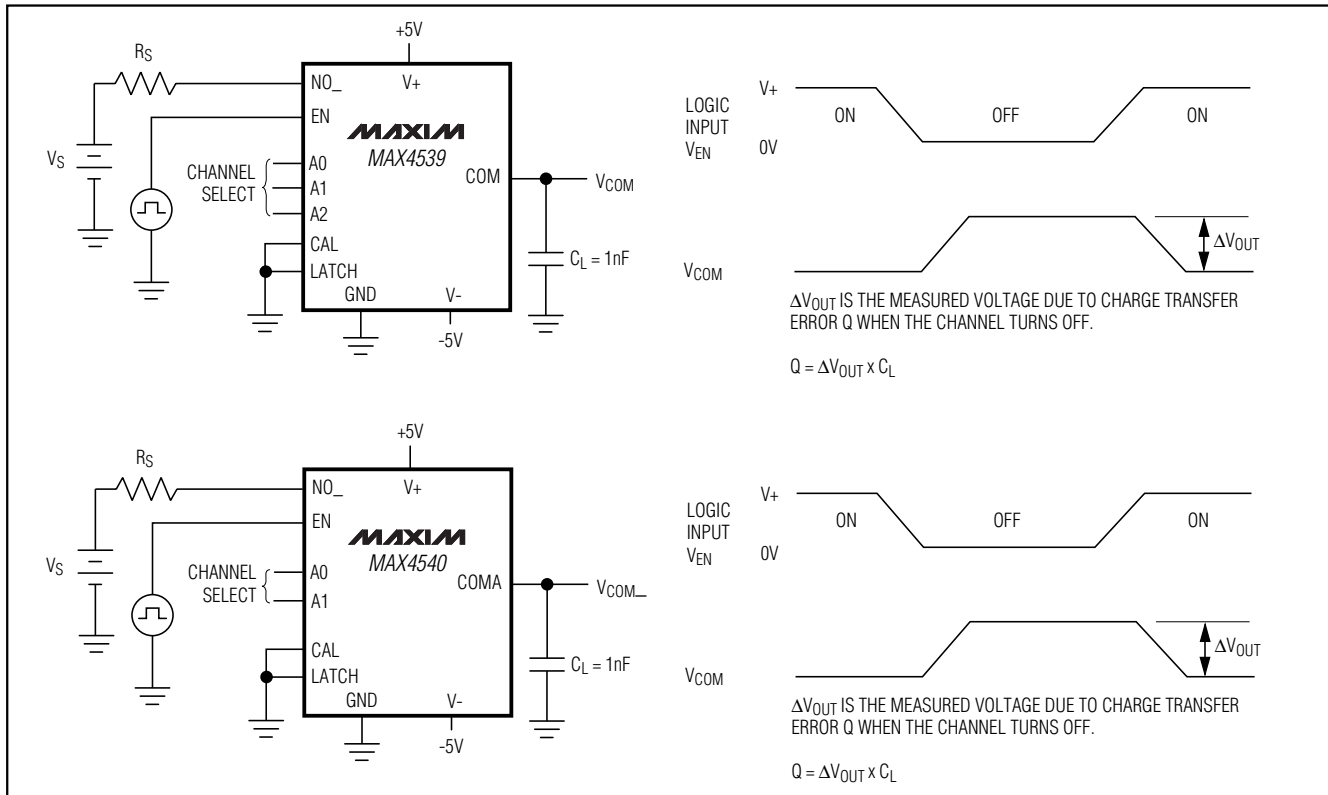 +5V
R_S
NO_
V+
EN
MAXIM
MAX4539
V_S
CHANNEL
SELECT
A0
A1
A2
COM
V_COM
CAL
LATCH
C_L = 1nF
GND
V-
-5V
LOGIC
INPUT
V_EN
V+
0V
ON
OFF
ON
V_COM
ΔV_OUT
ΔV_OUT IS THE MEASURED VOLTAGE DUE TO CHARGE TRANSFER
ERROR Q WHEN THE CHANNEL TURNS OFF.
Q = ΔV_OUT x C_L
+5V
R_S
NO_
V+
EN
MAXIM
MAX4540
V_S
CHANNEL
SELECT
A0
A1
COMA
V_COM_
CAL
LATCH
C_L = 1nF
GND
V-
-5V
LOGIC
INPUT
V_EN
V+
0V
ON
OFF
ON
V_COM
ΔV_OUT
ΔV_OUT IS THE MEASURED VOLTAGE DUE TO CHARGE TRANSFER
ERROR Q WHEN THE CHANNEL TURNS OFF.
Q = ΔV_OUT x C_L